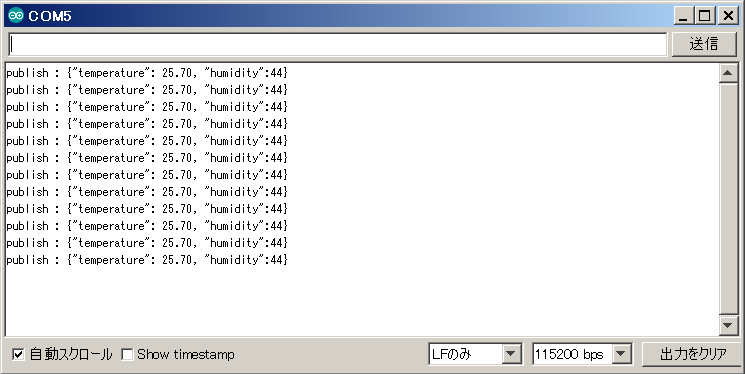 COM5
送信
publish : {"temperature": 25.70, "humidity":44}
publish : {"temperature": 25.70, "humidity":44}
publish : {"temperature": 25.70, "humidity":44}
publish : {"temperature": 25.70, "humidity":44}
publish : {"temperature": 25.70, "humidity":44}
publish : {"temperature": 25.70, "humidity":44}
publish : {"temperature": 25.70, "humidity":44}
publish : {"temperature": 25.70, "humidity":44}
publish : {"temperature": 25.70, "humidity":44}
publish : {"temperature": 25.70, "humidity":44}
publish : {"temperature": 25.70, "humidity":44}
publish : {"temperature": 25.70, "humidity":44}
自動スクロール Show timestamp LFのみ 115200 bps 出力をクリア